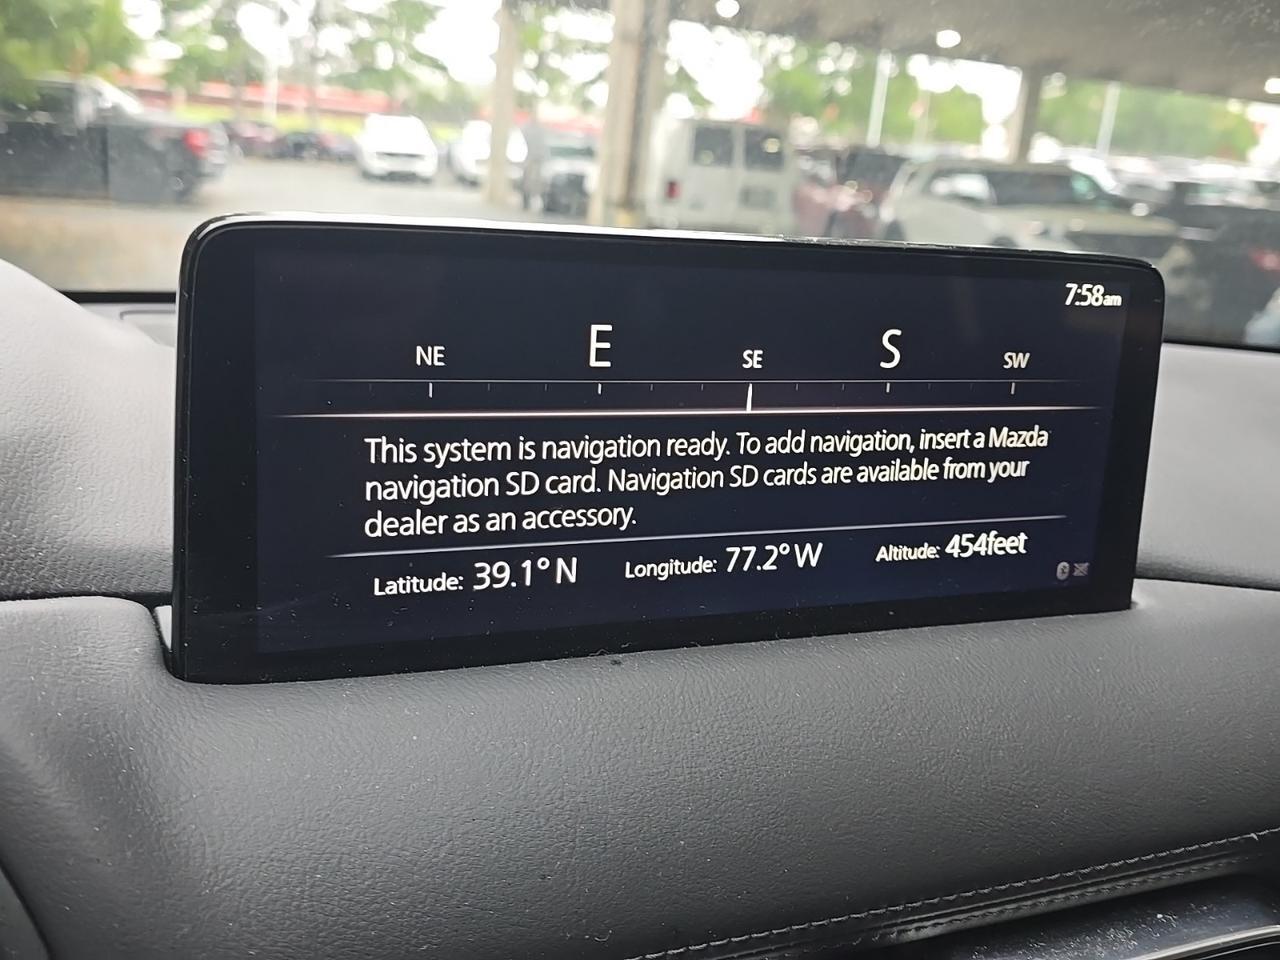 7:58am
NE E SE S SW
This system is navigation ready. To add navigation, insert a Mazda
navigation SD card. Navigation SD cards are available from your
dealer as an accessory.
Latitude: 39.1° N Longitude: 77.2° W Altitude: 454feet